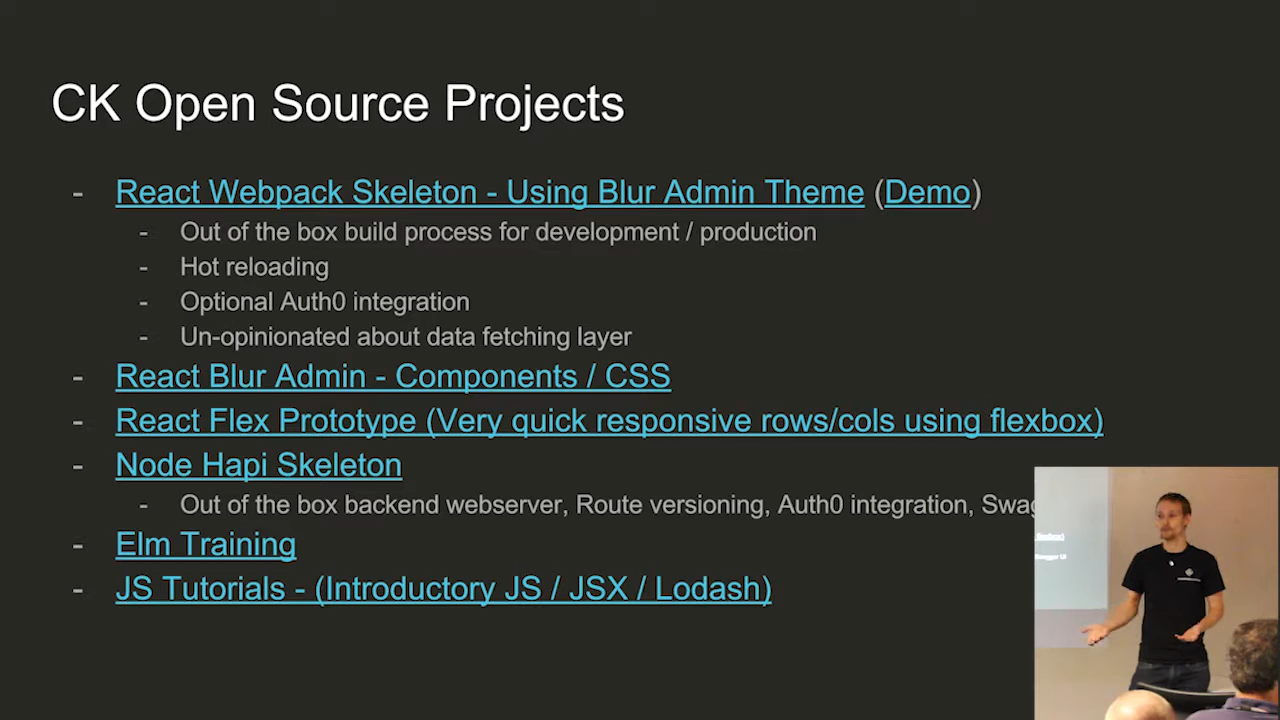 CK Open Source Projects
- React Webpack Skeleton - Using Blur Admin Theme (Demo)
- Out of the box build process for development / production
- Hot reloading
- Optional Auth0 integration
- Un-opinionated about data fetching layer
- React Blur Admin - Components / CSS
- React Flex Prototype (Very quick responsive rows/cols using flexbox)
- Node Hapi Skeleton
- Out of the box backend webserver, Route versioning, Auth0 integration, Swag
- Elm Training
- JS Tutorials - (Introductory JS / JSX / Lodash)
flexbox)
Swagger UI